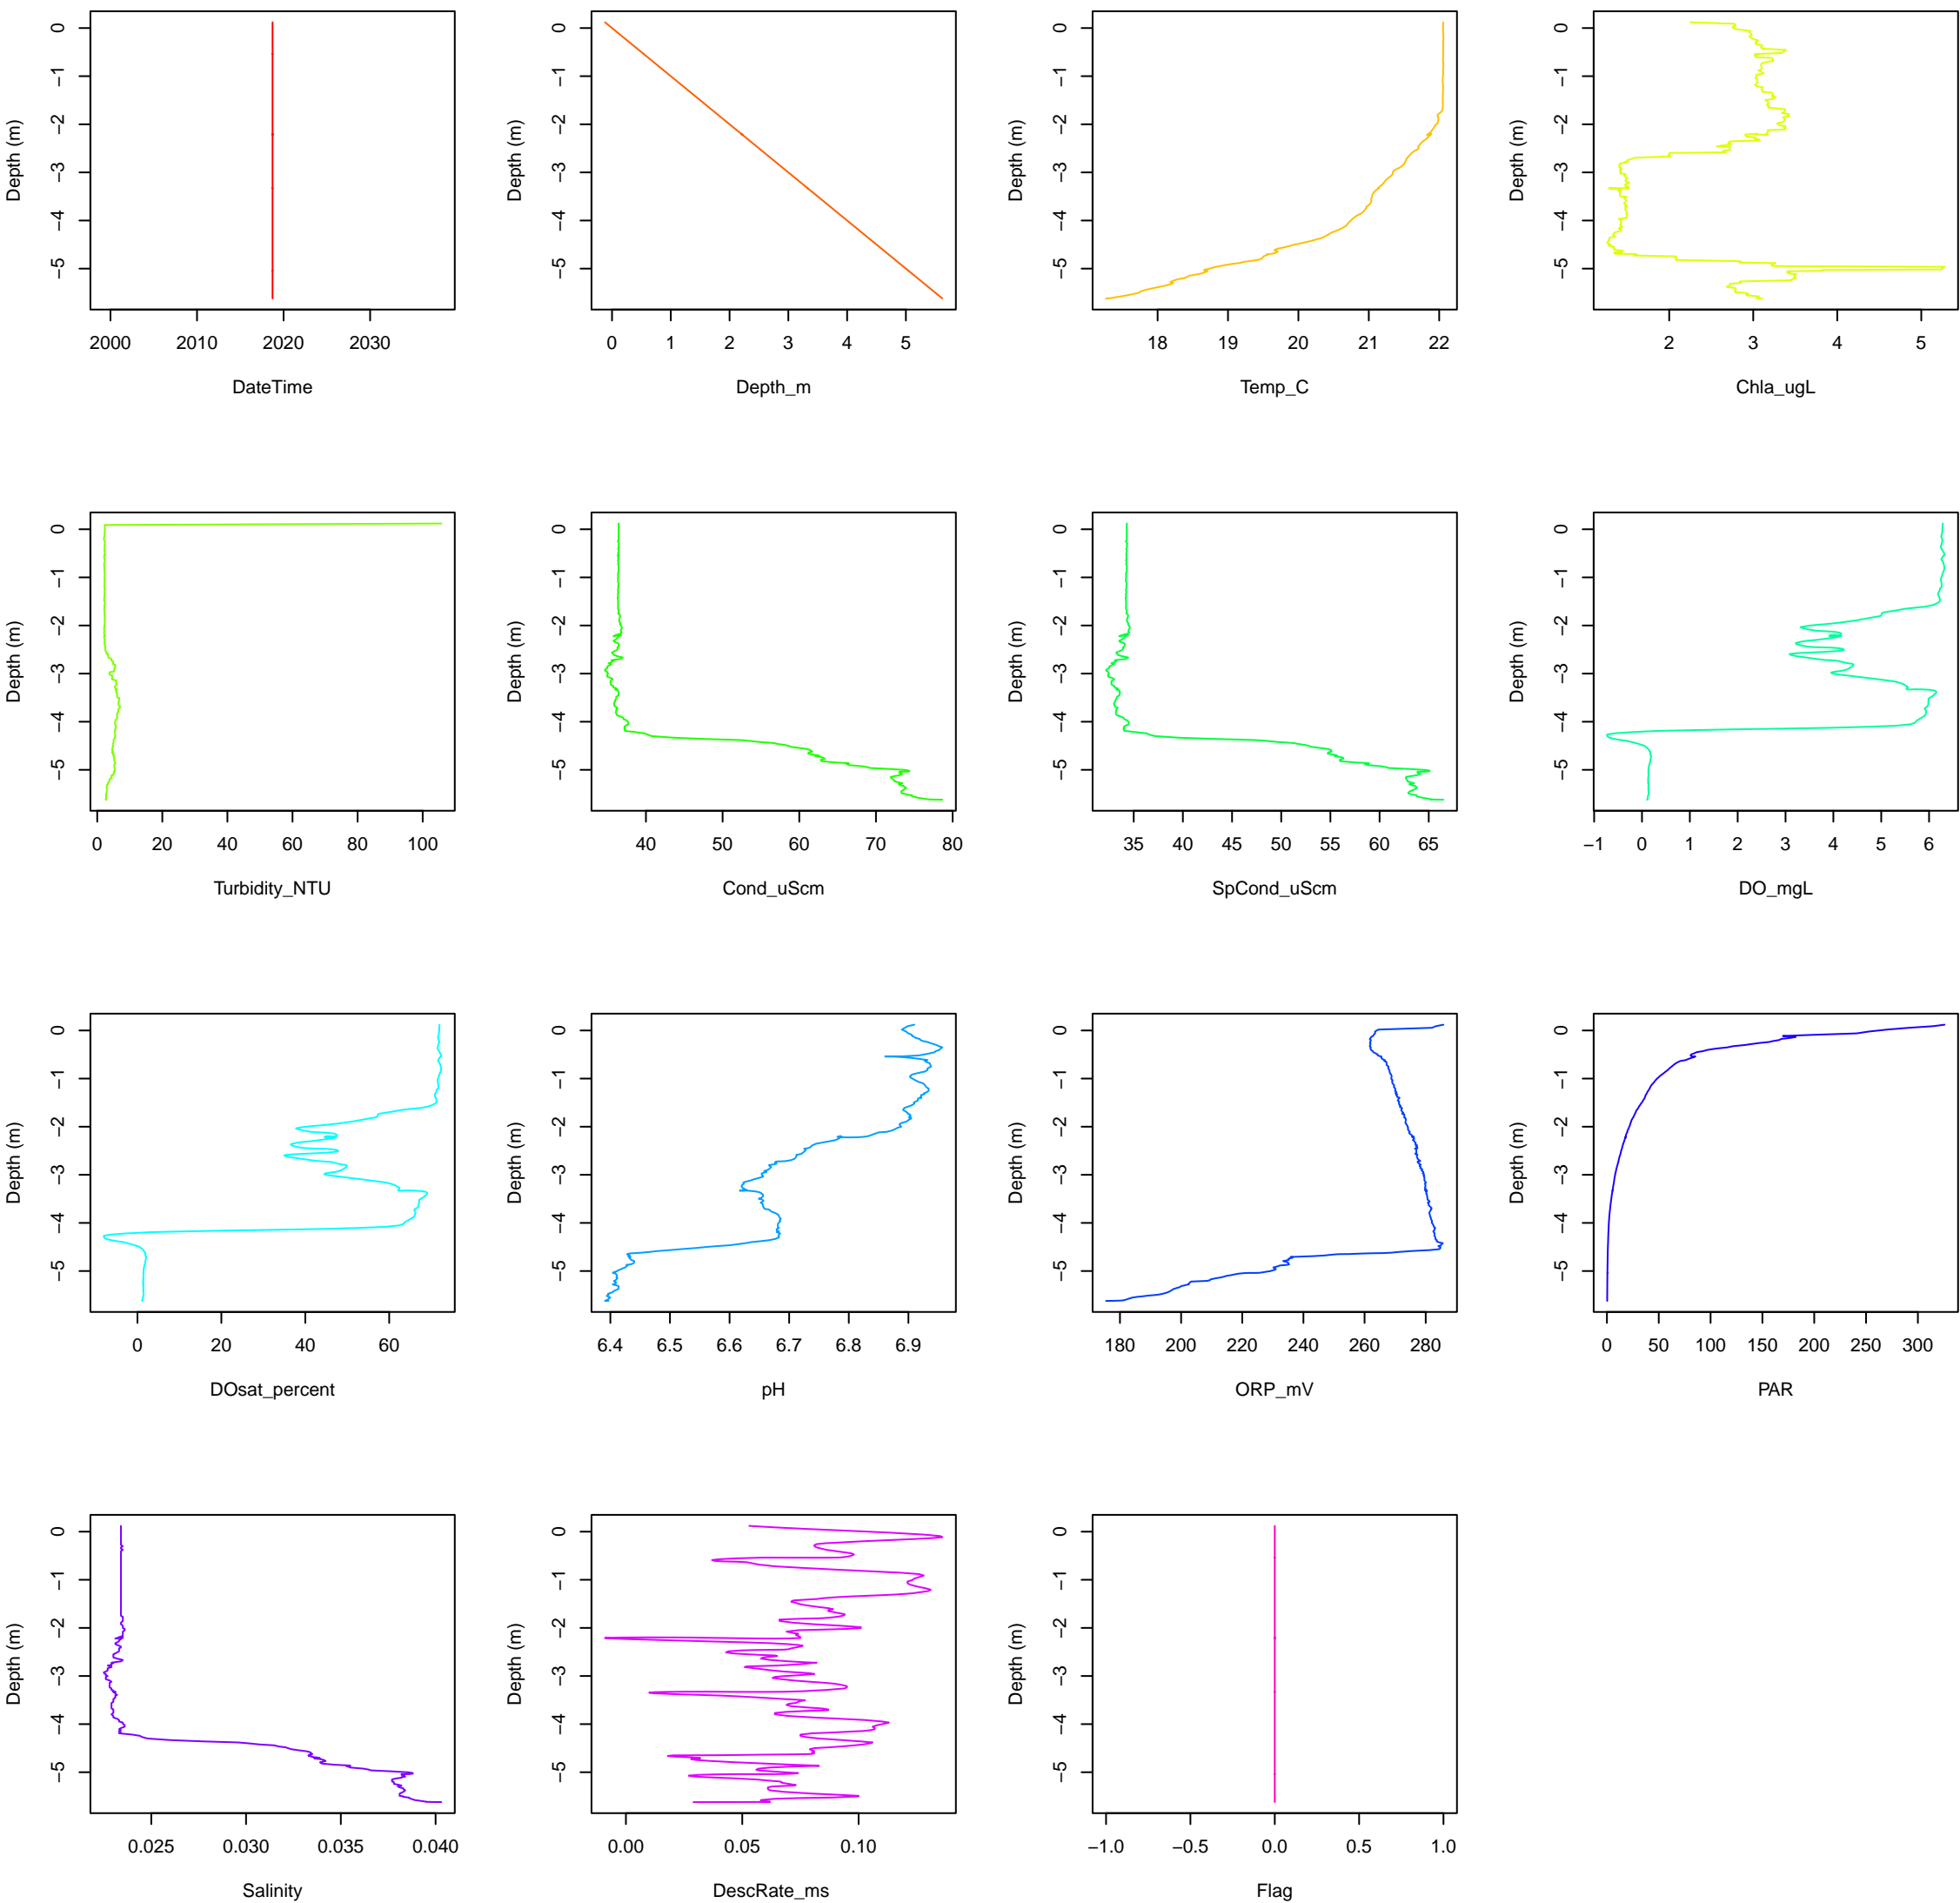 Depth (m)
0
−1
−2
−3
−4
−5
2000 2010 2020 2030
DateTime
Depth (m)
0
−1
−2
−3
−4
−5
0 1 2 3 4 5
Depth_m
Depth (m)
0
−1
−2
−3
−4
−5
18 19 20 21 22
Temp_C
Depth (m)
0
−1
−2
−3
−4
−5
2 3 4 5
Chla_ugL
Depth (m)
0
−1
−2
−3
−4
−5
0 20 40 60 80 100
Turbidity_NTU
Depth (m)
0
−1
−2
−3
−4
−5
40 50 60 70 80
Cond_uScm
Depth (m)
0
−1
−2
−3
−4
−5
35 40 45 50 55 60 65
SpCond_uScm
Depth (m)
0
−1
−2
−3
−4
−5
−1 0 1 2 3 4 5 6
DO_mgL
Depth (m)
0
−1
−2
−3
−4
−5
0 20 40 60
DOsat_percent
Depth (m)
0
−1
−2
−3
−4
−5
6.4 6.5 6.6 6.7 6.8 6.9
pH
Depth (m)
0
−1
−2
−3
−4
−5
180 200 220 240 260 280
ORP_mV
Depth (m)
0
−1
−2
−3
−4
−5
0 50 100 150 200 250 300
PAR
Depth (m)
0
−1
−2
−3
−4
−5
0.025 0.030 0.035 0.040
Salinity
Depth (m)
0
−1
−2
−3
−4
−5
0.00 0.05 0.10
DescRate_ms
Depth (m)
0
−1
−2
−3
−4
−5
−1.0 −0.5 0.0 0.5 1.0
Flag